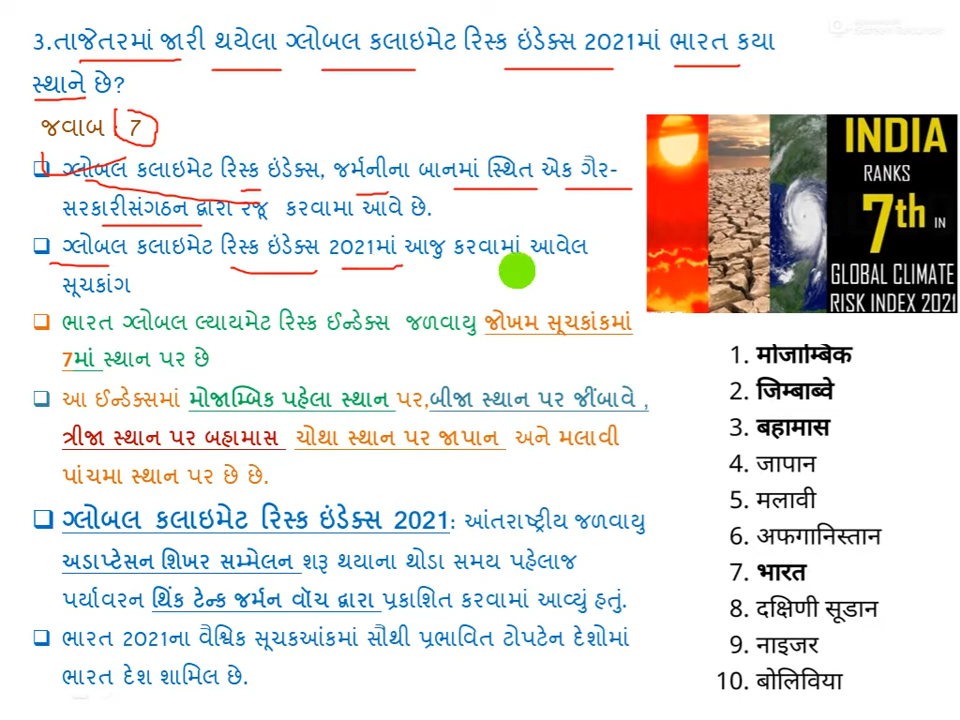 ૩.તાજેતરમાં જારી થયેલા ગ્લોબલ કલાઇમેટ રિસ્ક ઇંડેક્સ 2021માં ભારત કયા
સ્થાને છે?
જવાબ : 7
ગ્લોબલ કલાઇમેટ રિસ્ક ઇંડેક્સ, જર્મનીના બાનમાં સ્થિત એક ગૈર-
સરકારીસંગઠન દ્વારા રજૂ કરવામા આવે છે.
ગ્લોબલ કલાઇમેટ રિસ્ક ઇંડેક્સ 2021માં આજુ કરવામાં આવેલ
સૂચકાંગ
ભારત ગ્લોબલ લ્યાયમેટ રિસ્ક ઈન્ડેક્સ જળવાયુ જોખમ સૂચકાંકમાં
7માં સ્થાન પર છે
આ ઈન્ડેક્સમાં મોજામ્બિક પહેલા સ્થાન પર,બીજા સ્થાન પર જીંબાવે ,
ત્રીજા સ્થાન પર બહામાસ ચોથા સ્થાન પર જાપાન અને મલાવી
પાંચમા સ્થાન પર છે છે.
ગ્લોબલ કલાઇમેટ રિસ્ક ઇંડેક્સ 2021: આંતરાષ્ટ્રીય જળવાયુ
અડાપ્ટેસન શિખર સમ્મેલન શરૂ થયાના થોડા સમય પહેલાજ
પર્યાવરન થિંક ટેન્ક જર્મન વૉચ દ્વારા પ્રકાશિત કરવામાં આવ્યું હતું.
ભારત 2021ના વૈશ્વિક સૂચકઆંકમાં સૌથી પ્રભાવિત ટોપટેન દેશોમાં
ભારત દેશ શામિલ છે.
INDIA
RANKS
7th IN
GLOBAL CLIMATE
RISK INDEX 2021
1. मोजाम्बिक
2. जिम्बाब्वे
3. बहामास
4. जापान
5. मलावी
6. अफगानिस्तान
7. भारत
8. दक्षिणी सूडान
9. नाइजर
10. बोलिविया